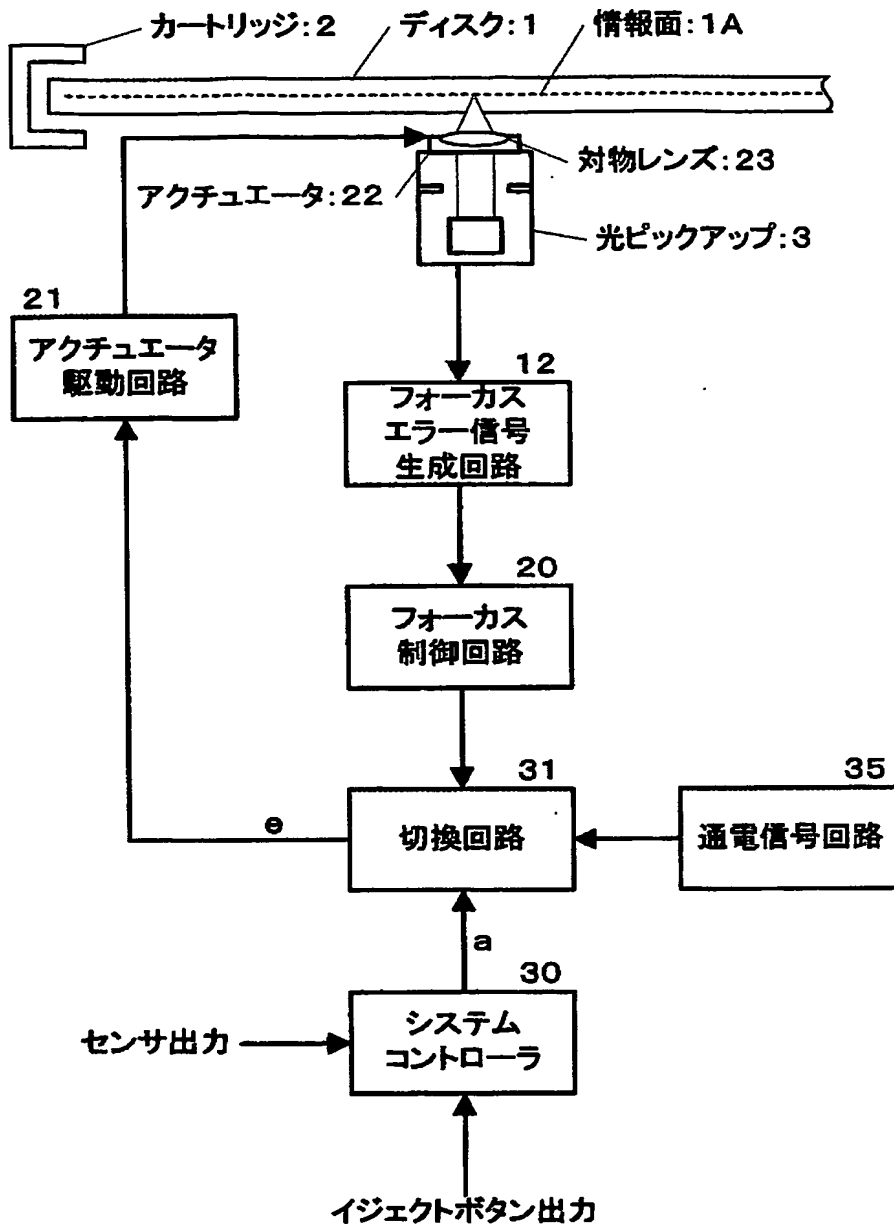 カートリッジ:2
ディスク:1
情報面:1A
対物レンズ:23
アクチュエータ:22
光ピックアップ:3
21
アクチュエータ
駆動回路
12
フォーカス
エラー信号
生成回路
20
フォーカス
制御回路
31
切換回路
35
通電信号回路
e
a
30
システム
コントローラ
センサ出力
イジェクトボタン出力